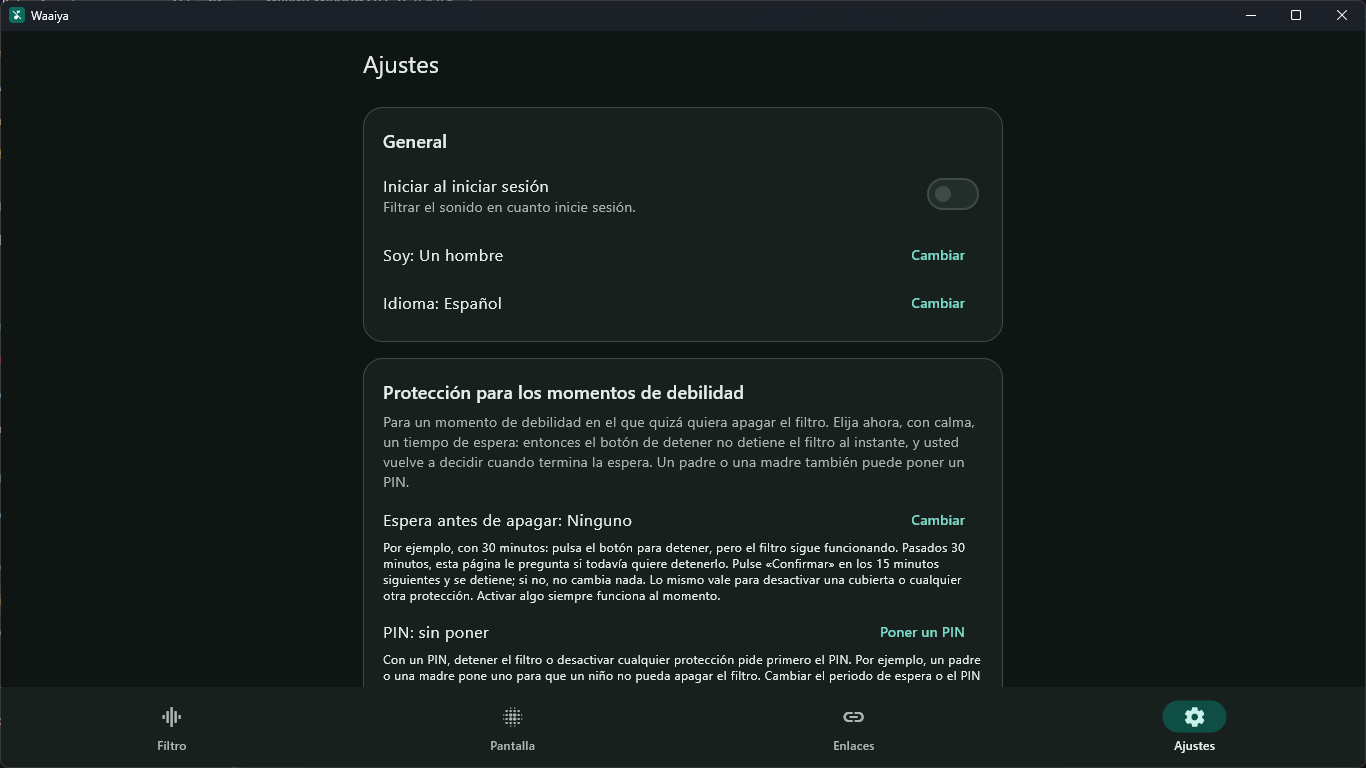 Waaiya
Ajustes
General
Iniciar al iniciar sesión
Filtrar el sonido en cuanto inicie sesión.
Soy: Un hombre
Cambiar
Idioma: Español
Cambiar
Protección para los momentos de debilidad
Para un momento de debilidad en el que quizá quiera apagar el filtro. Elija ahora, con calma,
un tiempo de espera: entonces el botón de detener no detiene el filtro al instante, y usted
vuelve a decidir cuando termina la espera. Un padre o una madre también puede poner un
PIN.
Espera antes de apagar: Ninguno
Cambiar
Por ejemplo, con 30 minutos: pulsa el botón para detener, pero el filtro sigue funcionando. Pasados 30
minutos, esta página le pregunta si todavía quiere detenerlo. Pulse «Confirmar» en los 15 minutos
siguientes y se detiene; si no, no cambia nada. Lo mismo vale para desactivar una cubierta o cualquier
otra protección. Activar algo siempre funciona al momento.
PIN: sin poner
Poner un PIN
Con un PIN, detener el filtro o desactivar cualquier protección pide primero el PIN. Por ejemplo, un padre
o una madre pone uno para que un niño no pueda apagar el filtro. Cambiar el periodo de espera o el PIN
Filtro
Pantalla
Enlaces
Ajustes